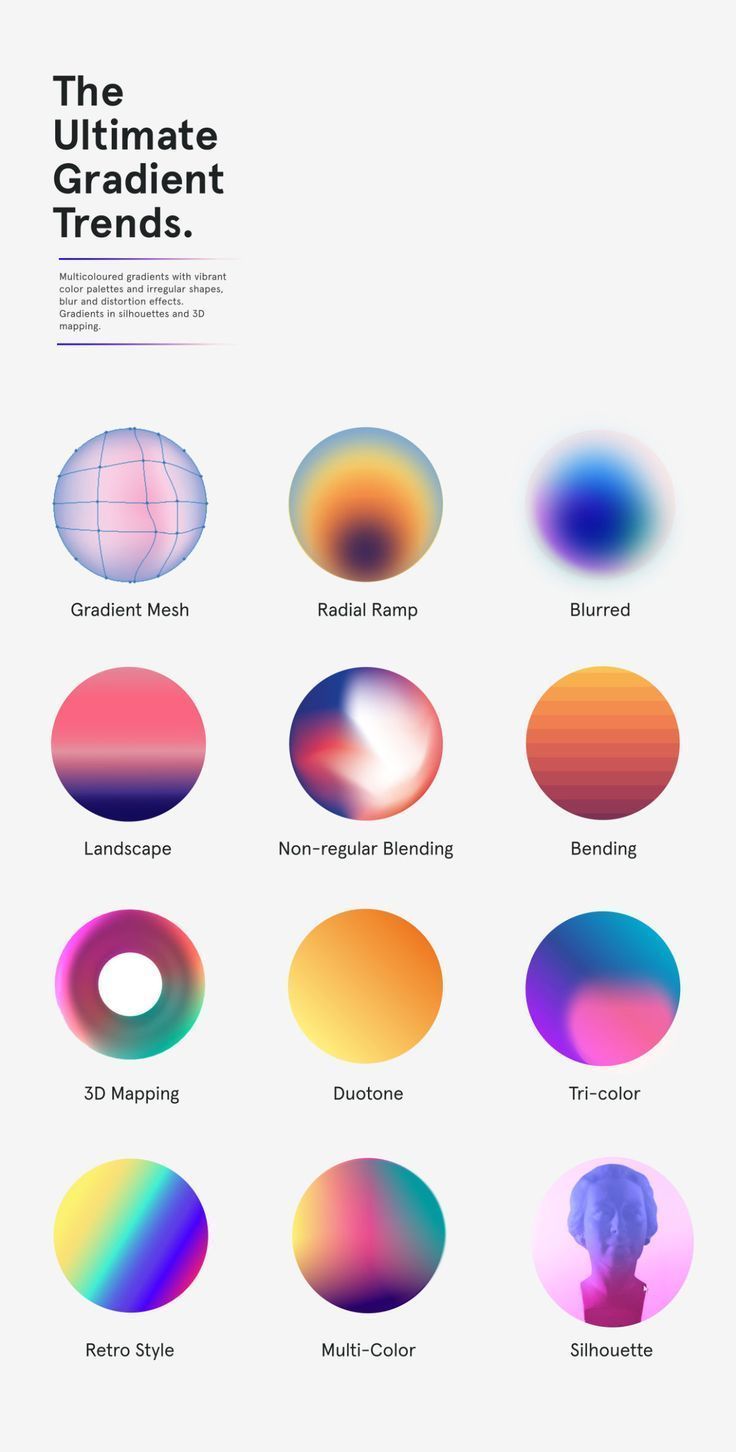 The
Ultimate
Gradient
Trends.
Multicoloured gradients with vibrant
color palettes and irregular shapes,
blur and distortion effects.
Gradients in silhouettes and 3D
mapping.
Gradient Mesh
Radial Ramp
Blurred
Landscape
Non-regular Blending
Bending
3D Mapping
Duotone
Tri-color
Retro Style
Multi-Color
Silhouette